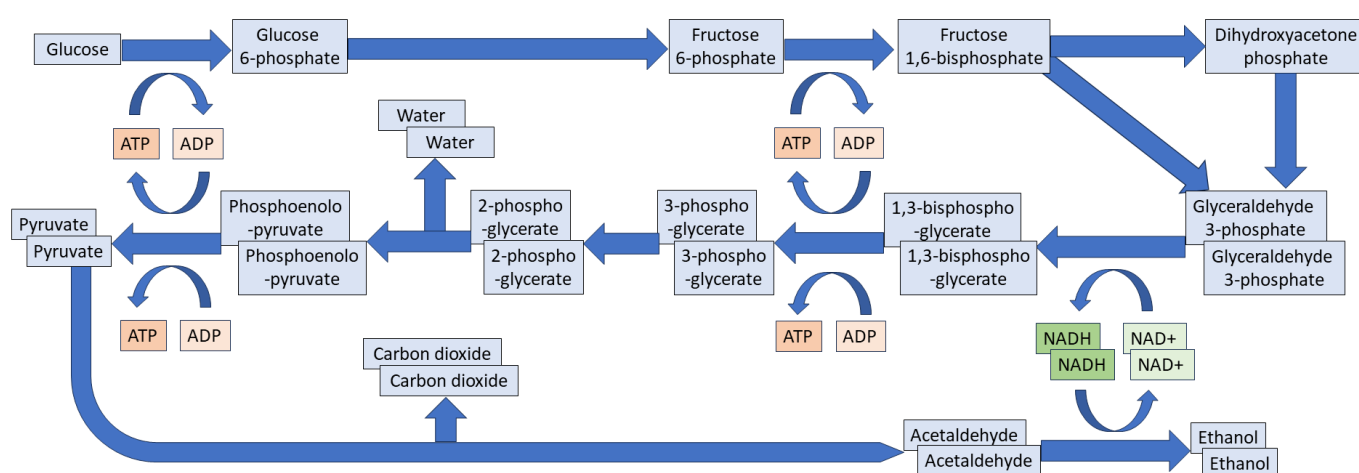 Glucose
Glucose
6-phosphate
Fructose
6-phosphate
Fructose
1,6-bisphosphate
Dihydroxyacetone
phosphate
ATP
ADP
Water
Water
ATP
ADP
Pyruvate
Pyruvate
Phosphoenolo
-pyruvate
Phosphoenolo
-pyruvate
2-phospho
-glycerate
2-phospho
-glycerate
3-phospho
-glycerate
3-phospho
-glycerate
1,3-bisphospho
-glycerate
1,3-bisphospho
-glycerate
Glyceraldehyde
3-phosphate
Glyceraldehyde
3-phosphate
ATP
ADP
ATP
ADP
NADH
NADH
NAD+
NAD+
Carbon dioxide
Carbon dioxide
Acetaldehyde
Acetaldehyde
Ethanol
Ethanol